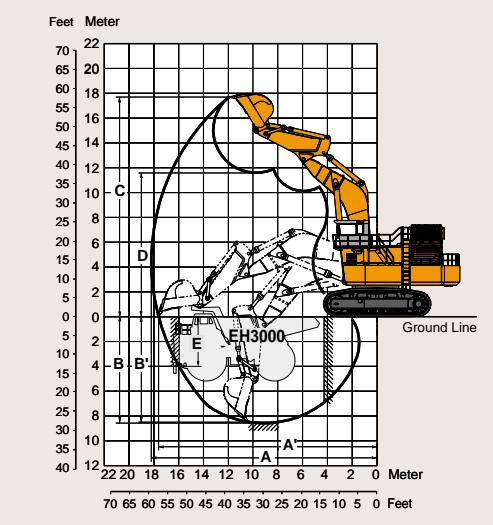 Feet Meter
70 22
65 20
60 18
55 16
50 14
45 12
40 10
35 8
30 6
25 4
20 2
15 0
10 2
5 4
0 6
5 8
10 10
15 12
20
25
30
35
40
C
D
B
B'
E
EH3000
A'
A
Ground Line
22 20 18 16 14 12 10 8 6 4 2 0 Meter
70 65 60 55 50 45 40 35 30 25 20 15 10 5 0 Feet